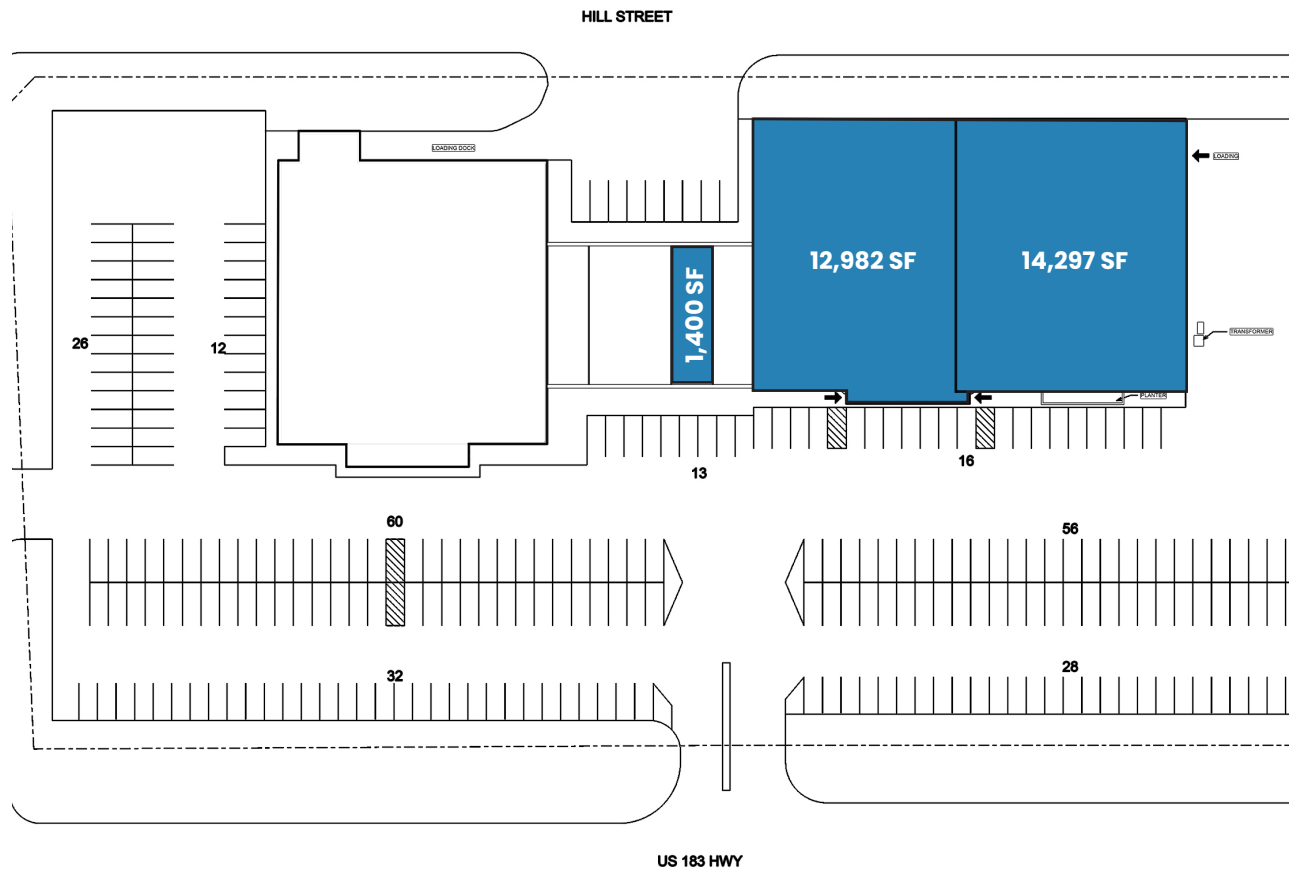 HILL STREET
LOADING DOCK
LOADING
12,982 SF
14,297 SF
1,400 SF
TRANSFORMER
26
12
PLANTER
13
16
60
56
32
28
US 183 HWY